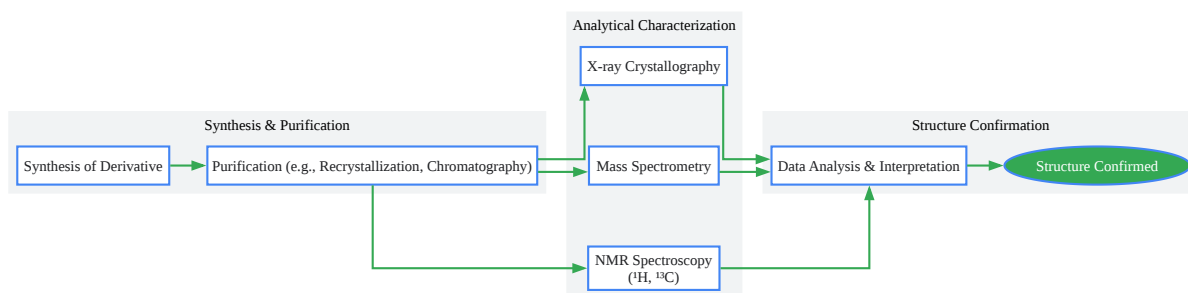 Analytical Characterization
X-ray Crystallography
Synthesis & Purification
Structure Confirmation
Synthesis of Derivative
Purification (e.g., Recrystallization, Chromatography)
Mass Spectrometry
Data Analysis & Interpretation
Structure Confirmed
NMR Spectroscopy
(¹H, ¹³C)